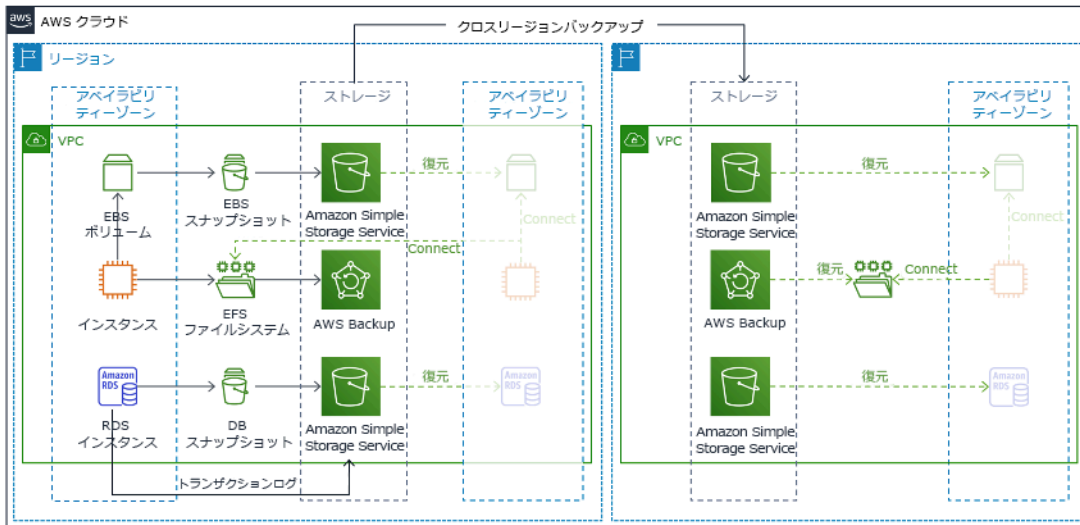 aws
AWS クラウド
クロスリージョンバックアップ
リージョン
アベイラビリ
ティーゾーン
ストレージ
アベイラビリ
ティーゾーン
ストレージ
アベイラビリ
ティーゾーン
VPC
VPC
EBS
ボリューム
EBS
スナップショット
Amazon Simple
Storage Service
復元
Connect
Connect
インスタンス
EFS
ファイルシステム
AWS Backup
Amazon
RDS
RDS
インスタンス
DB
スナップショット
Amazon Simple
Storage Service
復元
Amazon
RDS
トランザクションログ
Amazon Simple
Storage Service
復元
Connect
AWS Backup
復元
Connect
Amazon Simple
Storage Service
復元
Amazon
RDS